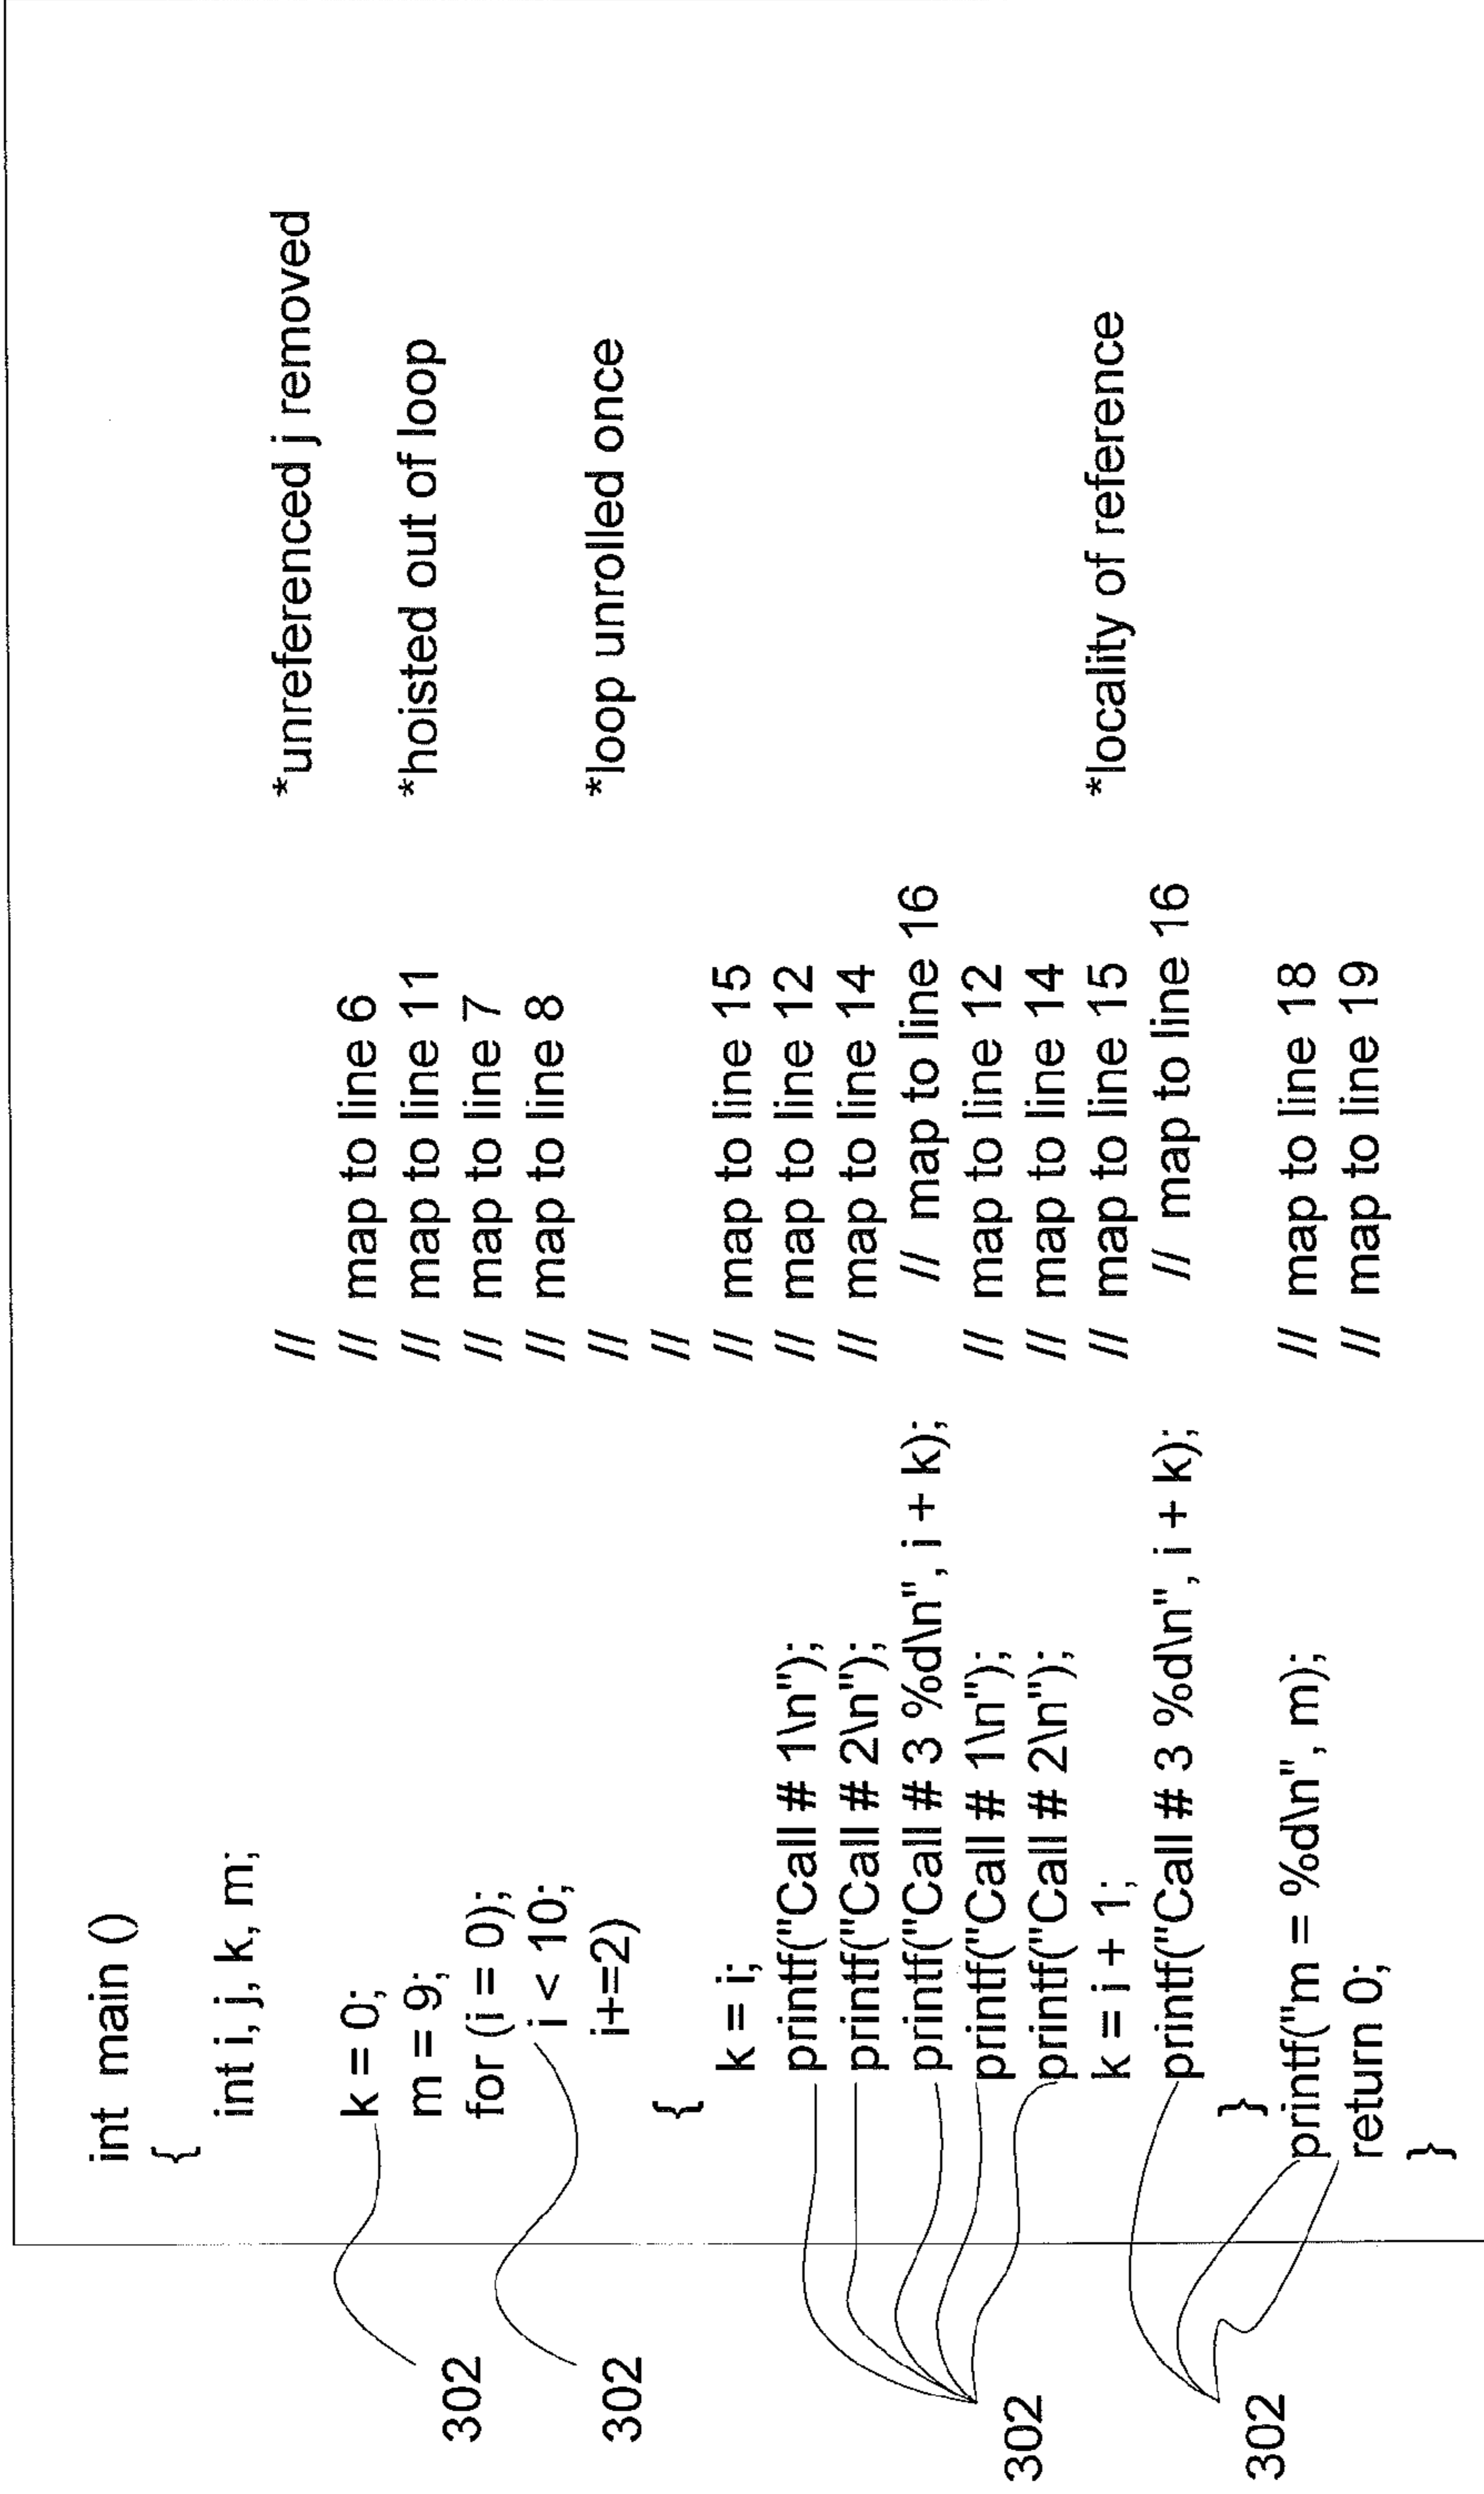 int main ()
{
int i, j, k, m;
// *unreferenced j removed
k = 0; // map to line 6
m = 9; // map to line 11 *hoisted out of loop
for (i = 0); // map to line 7
i < 10; // map to line 8
i+=2) // *loop unrolled once
{ //
k = i; // map to line 15
printf("Call # 1\n"); // map to line 12
printf("Call # 2\n"); // map to line 14
printf("Call # 3 %d\n", i + k); // map to line 16
printf("Call # 1\n"); // map to line 12
printf("Call # 2\n"); // map to line 14
k = i + 1; // map to line 15 *locality of reference
printf("Call # 3 %d\n", i + k); // map to line 16
}
printf("m = %d\n", m); // map to line 18
return 0; // map to line 19
}
302
302
302
302